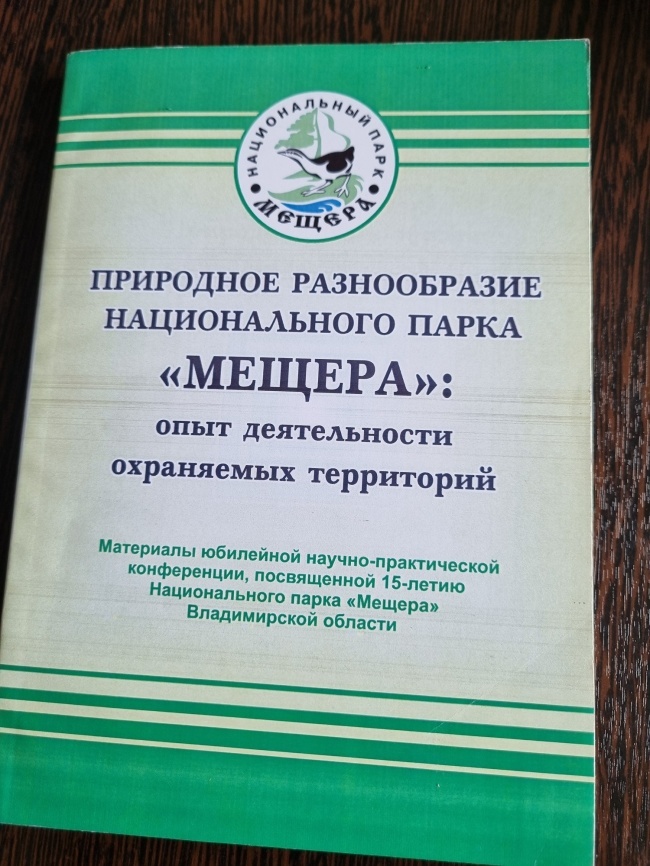 НАЦИОНАЛЬНЫЙ ПАРК
МЕЩЕРА
ПРИРОДНОЕ РАЗНООБРАЗИЕ
НАЦИОНАЛЬНОГО ПАРКА
«МЕЩЕРА»:
опыт деятельности
охраняемых территорий
Материалы юбилейной научно-практической
конференции, посвященной 15-летию
Национального парка «Мещера»
Владимирской области